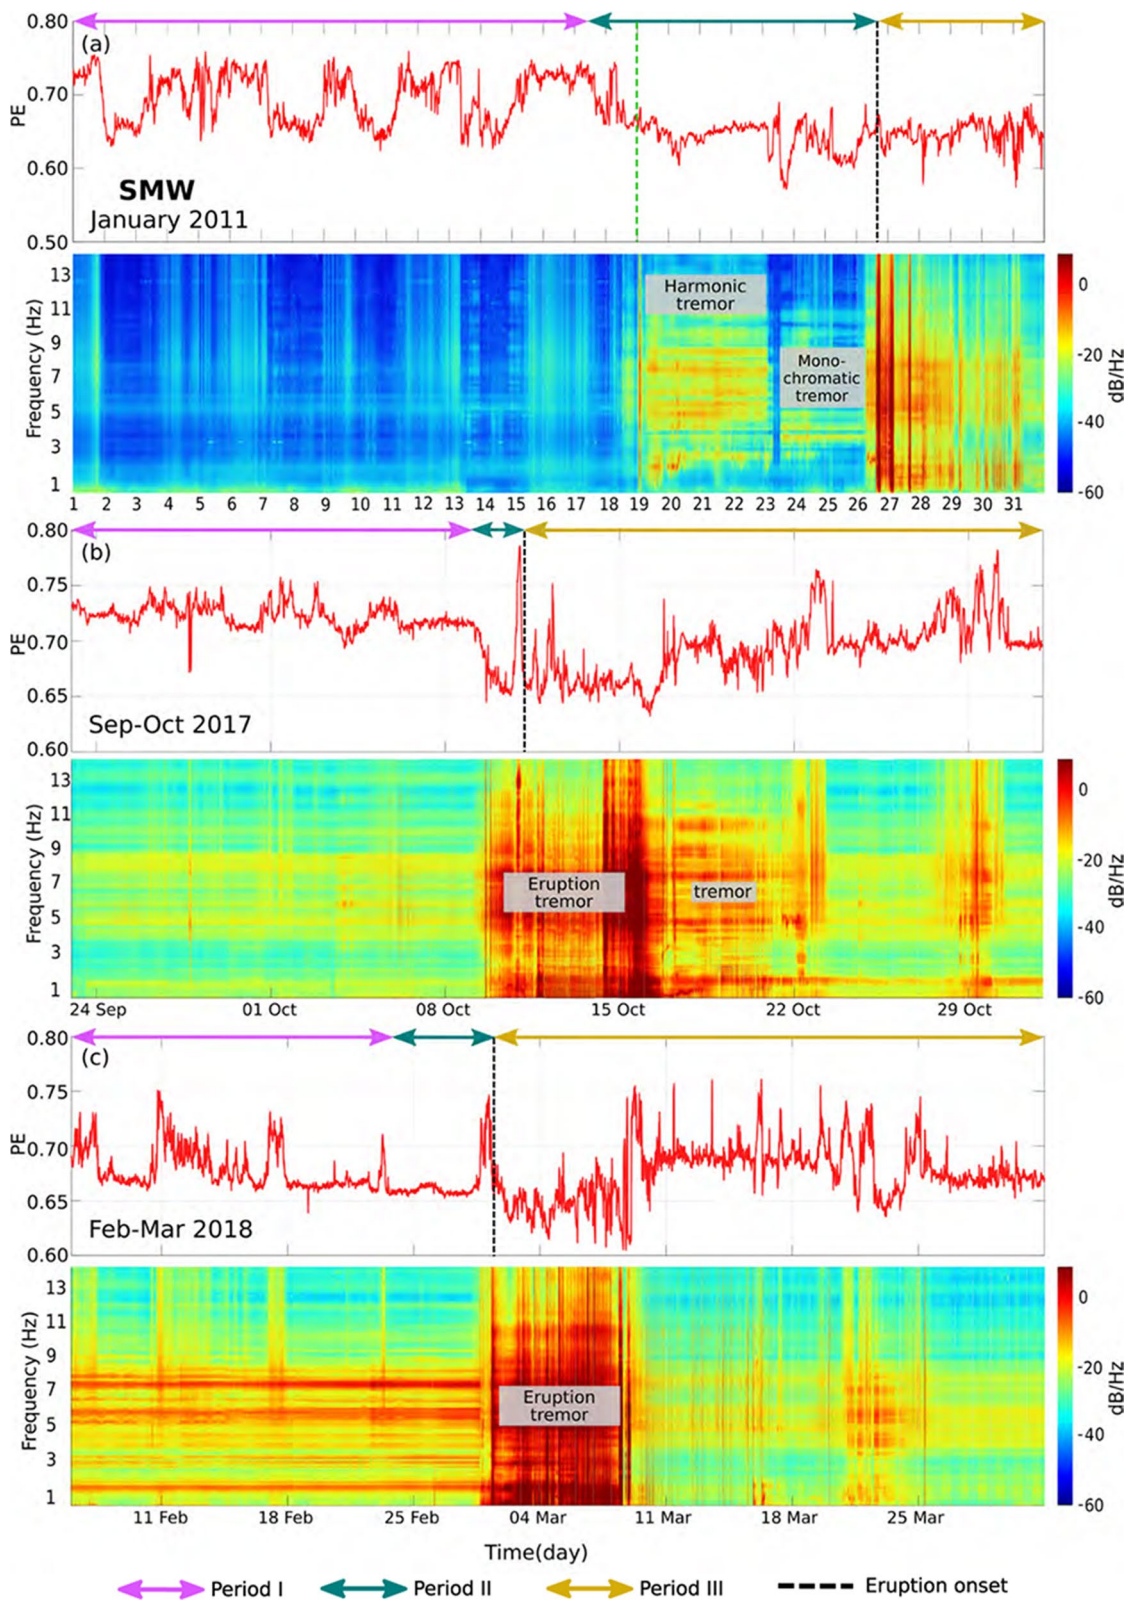 0.80
(a)
0.70
PE
0.60
SMW
January 2011
0.50
13
11
9
7
5
3
1
Frequency (Hz)
Harmonic
tremor
Mono-
chromatic
tremor
0
-20
-40
-60
dB/Hz
1 2 3 4 5 6 7 8 9 10 11 12 13 14 15 16 17 18 19 20 21 22 23 24 25 26 27 28 29 30 31
0.80
(b)
0.75
0.70
PE
0.65
Sep-Oct 2017
0.60
13
11
9
7
5
3
1
Frequency (Hz)
Eruption
tremor
tremor
0
-20
-40
-60
dB/Hz
24 Sep 01 Oct 08 Oct 15 Oct 22 Oct 29 Oct
0.80
(c)
0.75
0.70
PE
0.65
Feb-Mar 2018
0.60
13
11
9
7
5
3
1
Frequency (Hz)
Eruption
tremor
0
-20
-40
-60
dB/Hz
11 Feb 18 Feb 25 Feb 04 Mar 11 Mar 18 Mar 25 Mar
Time(day)
Period I Period II Period III Eruption onset